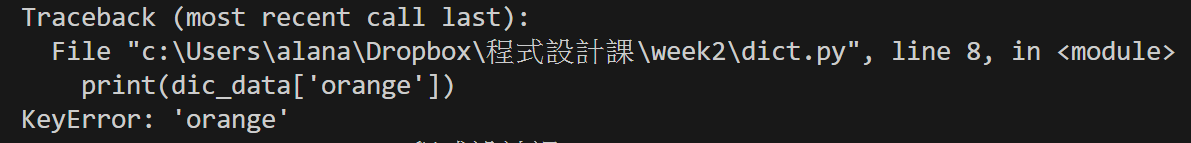 Traceback (most recent call last):
  File "c:\Users\alana\Dropbox\程式設計課\week2\dict.py", line 8, in <module>
    print(dic_data['orange'])
KeyError: 'orange'